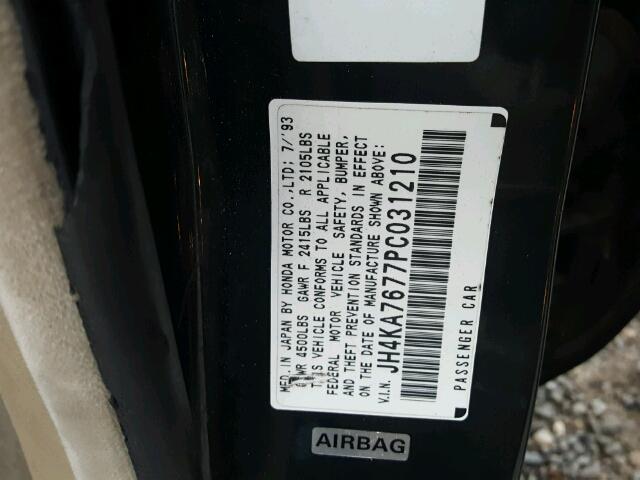 MFD.IN JAPAN BY HONDA MOTOR CO.,LTD: 7/'93
GVWR 4500LBS GAWR F 2415LBS R 2105LBS
THIS VEHICLE CONFORMS TO ALL APPLICABLE
FEDERAL MOTOR VEHICLE SAFETY, BUMPER,
AND THEFT PREVENTION STANDARDS IN EFFECT
ON THE DATE OF MANUFACTURE SHOWN ABOVE:
V.I.N. JH4KA7677PC031210
PASSENGER CAR
AIRBAG